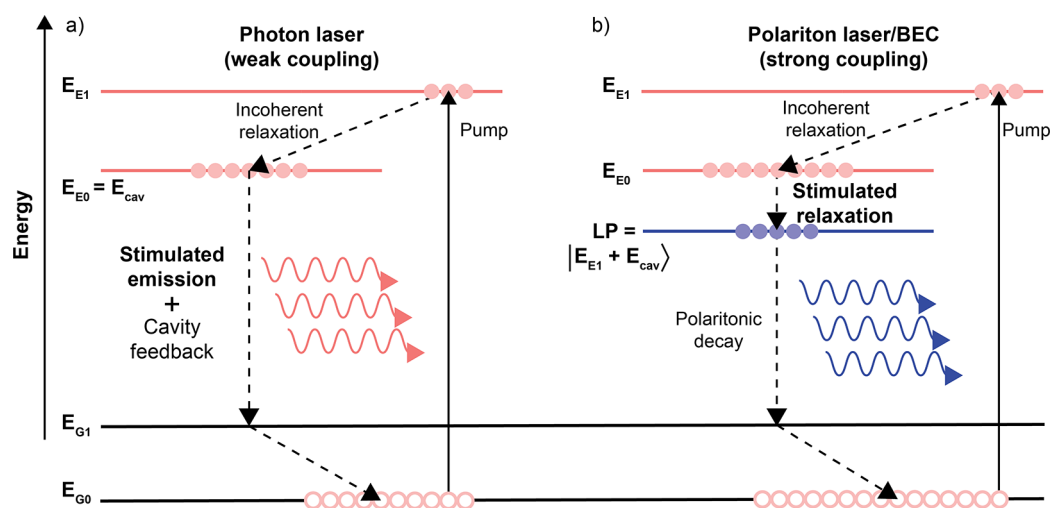 a)
Photon laser
(weak coupling)
E_E1
Incoherent
relaxation
Pump
E_E0 = E_cav
Energy
Stimulated
emission
+
Cavity
feedback
E_G1
E_G0
b)
Polariton laser/BEC
(strong coupling)
E_E1
Incoherent
relaxation
Pump
E_E0
Stimulated
relaxation
LP =
|E_E1 + E_cav⟩
Polaritonic
decay